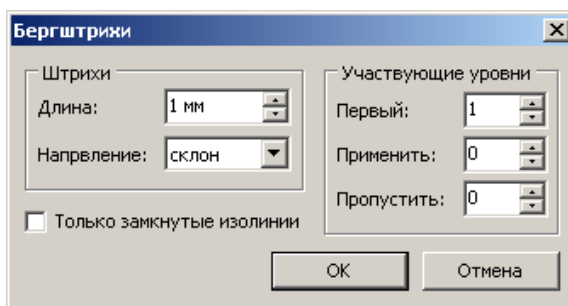 Бергштрихи
Штрихи
Длина: 1 мм
Напрвление: склон
Только замкнутые изолинии
Участвующие уровни
Первый: 1
Применить: 0
Пропустить: 0
OK Отмена